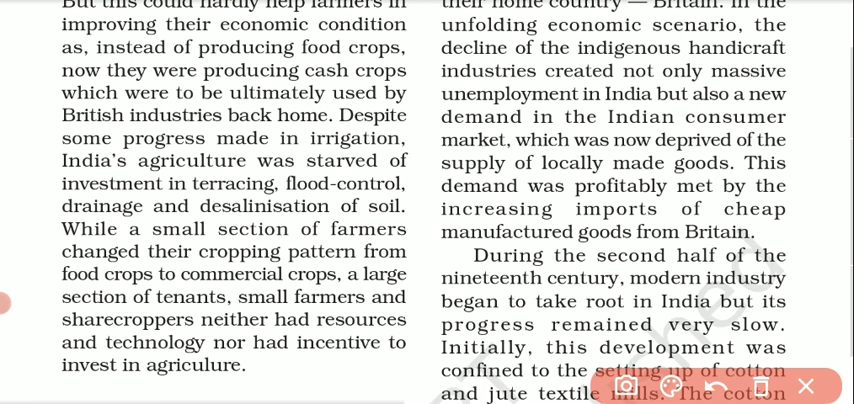 But this could hardly help farmers in
improving their economic condition
as, instead of producing food crops,
now they were producing cash crops
which were to be ultimately used by
British industries back home. Despite
some progress made in irrigation,
India's agriculture was starved of
investment in terracing, flood-control,
drainage and desalinisation of soil.
While a small section of farmers
changed their cropping pattern from
food crops to commercial crops, a large
section of tenants, small farmers and
sharecroppers neither had resources
and technology nor had incentive to
invest in agriculure.
their home country — Britain. In the
unfolding economic scenario, the
decline of the indigenous handicraft
industries created not only massive
unemployment in India but also a new
demand in the Indian consumer
market, which was now deprived of the
supply of locally made goods. This
demand was profitably met by the
increasing imports of cheap
manufactured goods from Britain.
During the second half of the
nineteenth century, modern industry
began to take root in India but its
progress remained very slow.
Initially, this development was
confined to the setting up of cotton
and jute textile mills. The cotton